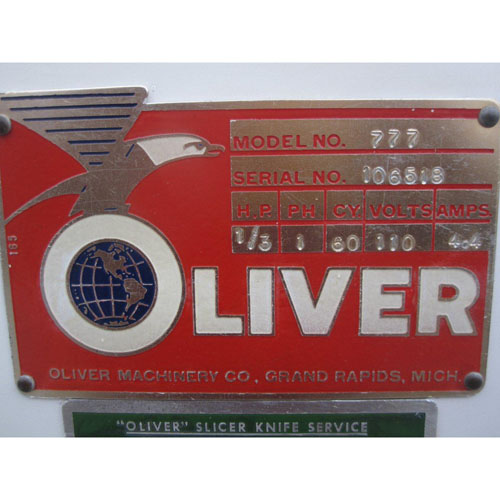 MODEL NO. 777
SERIAL NO. 106518
H.P. PH CY VOLTS AMPS
1/3 1 60 110 4.4
165
OLIVER
OLIVER MACHINERY CO., GRAND RAPIDS, MICH.
"OLIVER" SLICER KNIFE SERVICE